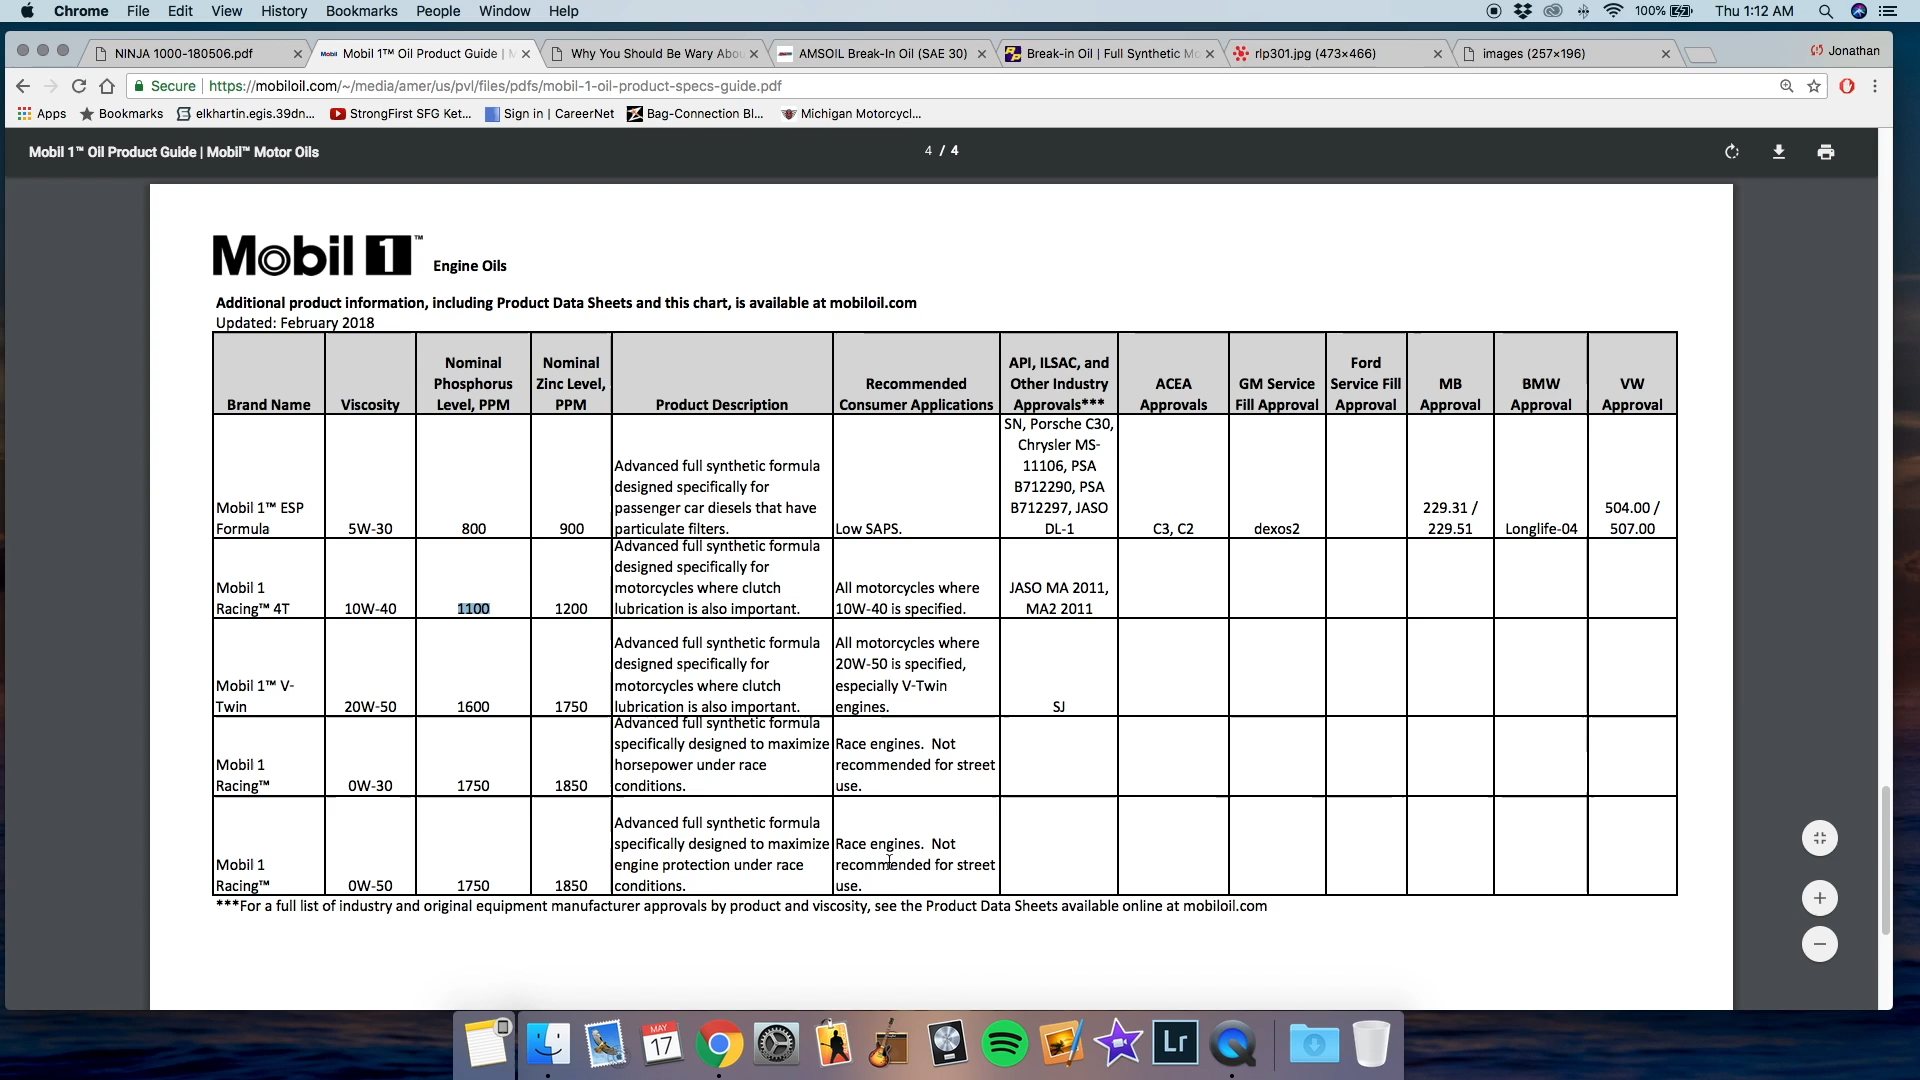 Chrome File Edit View History Bookmarks People Window Help 100% Thu 1:12 AM
NINJA 1000-180506.pdf Mobil 1™ Oil Product Guide | M Why You Should Be Wary Abou AMSOIL Break-In Oil (SAE 30) Break-in Oil | Full Synthetic Mo rlp301.jpg (473×466) images (257×196) Jonathan
Secure https://mobiloil.com/~/media/amer/us/pvl/files/pdfs/mobil-1-oil-product-specs-guide.pdf
Apps Bookmarks elkhartin.egis.39dn... StrongFirst SFG Ket... Sign in | CareerNet Bag-Connection Bl... Michigan Motorcycl...
Mobil 1™ Oil Product Guide | Mobil™ Motor Oils 4 / 4
Mobil 1™ Engine Oils
Additional product information, including Product Data Sheets and this chart, is available at mobiloil.com
Updated: February 2018
Brand Name
Viscosity
Nominal
Phosphorus
Level, PPM
Nominal
Zinc Level,
PPM
Product Description
Recommended
Consumer Applications
API, ILSAC, and
Other Industry
Approvals***
ACEA
Approvals
GM Service
Fill Approval
Ford
Service Fill
Approval
MB
Approval
BMW
Approval
VW
Approval
Mobil 1™ ESP
Formula
5W-30
800
900
Advanced full synthetic formula
designed specifically for
passenger car diesels that have
particulate filters.
Low SAPS.
SN, Porsche C30,
Chrysler MS-
11106, PSA
B712290, PSA
B712297, JASO
DL-1
C3, C2
dexos2
229.31 /
229.51
Longlife-04
504.00 /
507.00
Mobil 1
Racing™ 4T
10W-40
1100
1200
Advanced full synthetic formula
designed specifically for
motorcycles where clutch
lubrication is also important.
All motorcycles where
10W-40 is specified.
JASO MA 2011,
MA2 2011
Mobil 1™ V-
Twin
20W-50
1600
1750
Advanced full synthetic formula
designed specifically for
motorcycles where clutch
lubrication is also important.
All motorcycles where
20W-50 is specified,
especially V-Twin
engines.
SJ
Mobil 1
Racing™
0W-30
1750
1850
Advanced full synthetic formula
specifically designed to maximize
horsepower under race
conditions.
Race engines. Not
recommended for street
use.
Mobil 1
Racing™
0W-50
1750
1850
Advanced full synthetic formula
specifically designed to maximize
engine protection under race
conditions.
Race engines. Not
recommended for street
use.
***For a full list of industry and original equipment manufacturer approvals by product and viscosity, see the Product Data Sheets available online at mobiloil.com
MAY
17
Lr